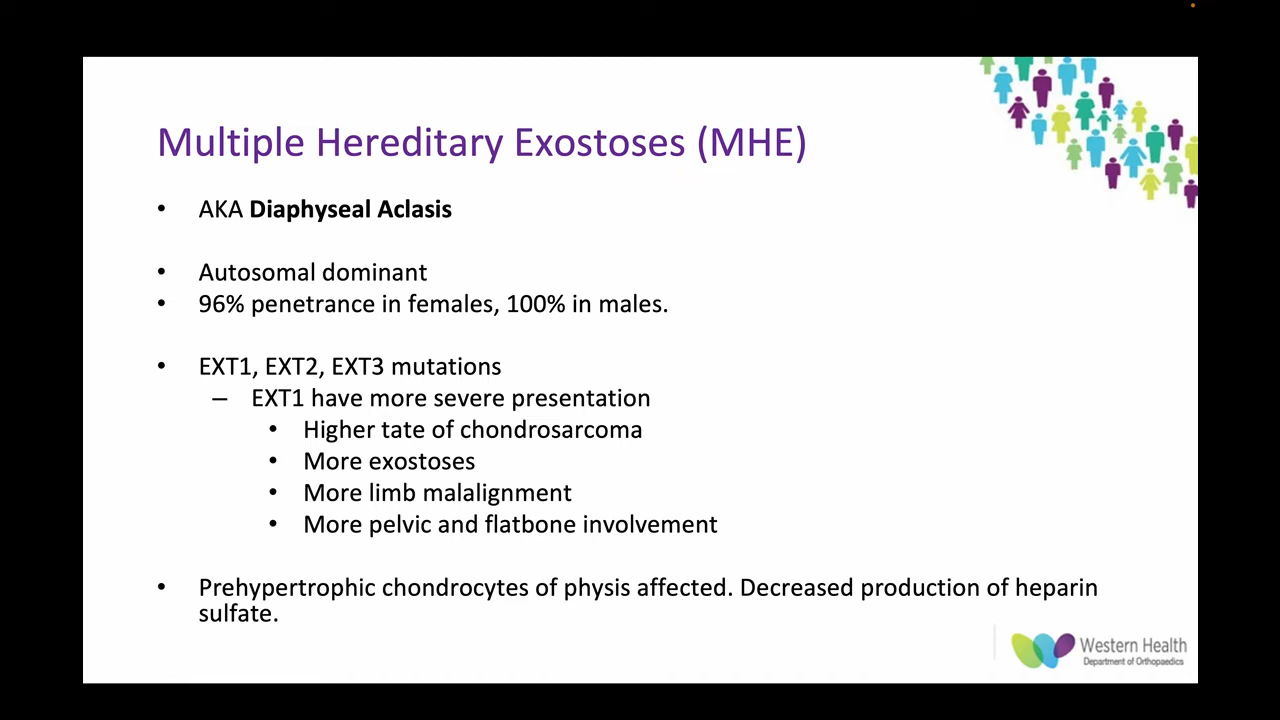 Multiple Hereditary Exostoses (MHE)
• AKA Diaphyseal Aclasis
• Autosomal dominant
• 96% penetrance in females, 100% in males.
• EXT1, EXT2, EXT3 mutations
– EXT1 have more severe presentation
• Higher tate of chondrosarcoma
• More exostoses
• More limb malalignment
• More pelvic and flatbone involvement
• Prehypertrophic chondrocytes of physis affected. Decreased production of heparin
sulfate.
Western Health
Department of Orthopaedics